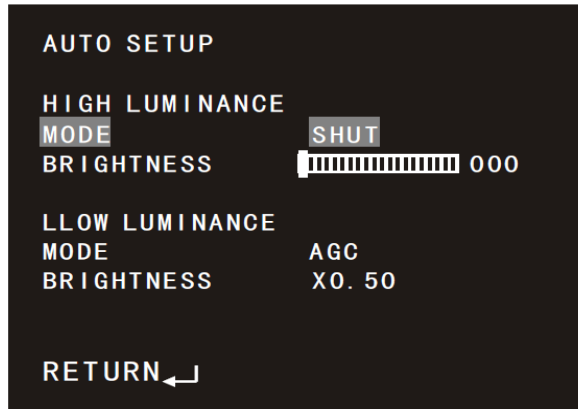 AUTO SETUP
HIGH LUMINANCE
MODE SHUT
BRIGHTNESS 000
LLOW LUMINANCE
MODE AGC
BRIGHTNESS X0.50
RETURN